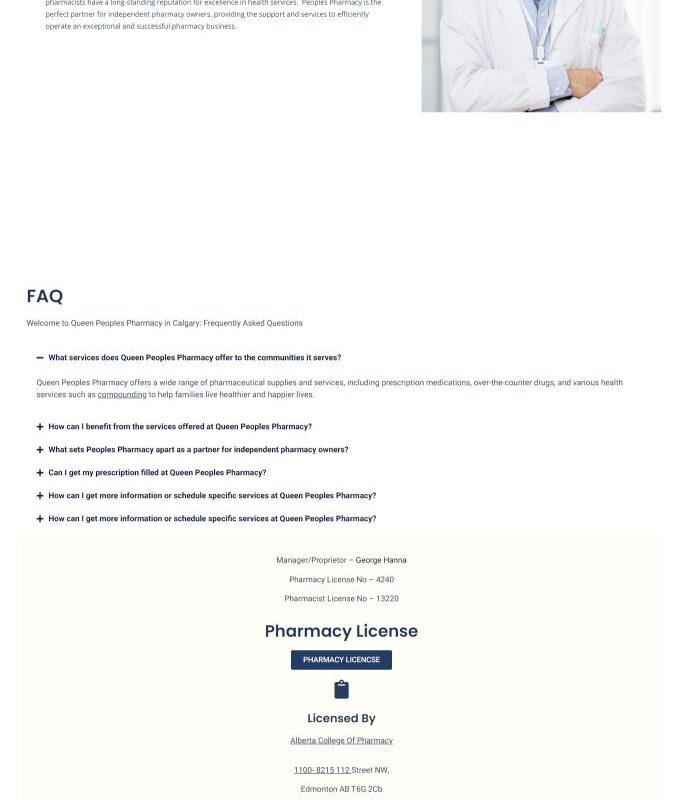 pharmacists have a long-standing reputation for excellence in health services. Peoples Pharmacy is the
perfect partner for independent pharmacy owners, providing the support and services to efficiently
operate an exceptional and successful pharmacy business.
FAQ
Welcome to Queen Peoples Pharmacy in Calgary: Frequently Asked Questions
What services does Queen Peoples Pharmacy offer to the communities it serves?
Queen Peoples Pharmacy offers a wide range of pharmaceutical supplies and services, including prescription medications, over-the-counter drugs, and various health
services such as compounding to help families live healthier and happier lives.
How can I benefit from the services offered at Queen Peoples Pharmacy?
What sets Peoples Pharmacy apart as a partner for independent pharmacy owners?
Can I get my prescription filled at Queen Peoples Pharmacy?
How can I get more information or schedule specific services at Queen Peoples Pharmacy?
How can I get more information or schedule specific services at Queen Peoples Pharmacy?
Manager/Proprietor – George Hanna
Pharmacy License No – 4240
Pharmacist License No – 13220
Pharmacy License
PHARMACY LICENCSE
Licensed By
Alberta College Of Pharmacy
1100- 8215 112 Street NW,
Edmonton AB T6G 2Cb